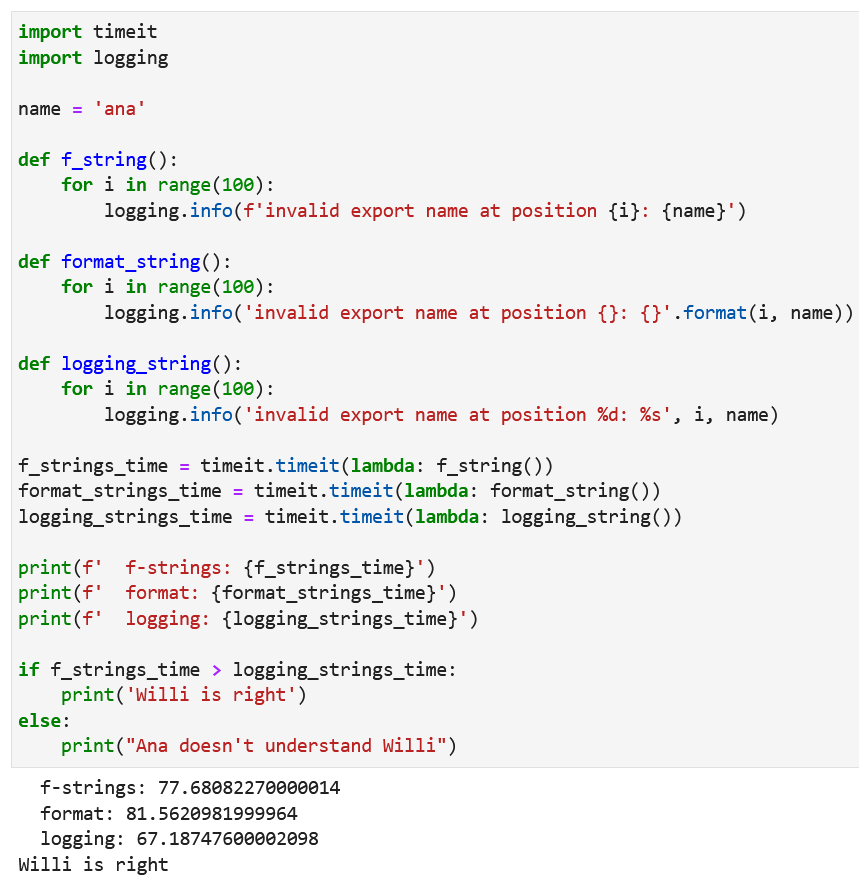 import timeit
import logging
name = 'ana'
def f_string():
    for i in range(100):
        logging.info(f'invalid export name at position {i}: {name}')
def format_string():
    for i in range(100):
        logging.info('invalid export name at position {}: {}'.format(i, name))
def logging_string():
    for i in range(100):
        logging.info('invalid export name at position %d: %s', i, name)
f_strings_time = timeit.timeit(lambda: f_string())
format_strings_time = timeit.timeit(lambda: format_string())
logging_strings_time = timeit.timeit(lambda: logging_string())
print(f'  f-strings: {f_strings_time}')
print(f'  format: {format_strings_time}')
print(f'  logging: {logging_strings_time}')
if f_strings_time > logging_strings_time:
    print('Willi is right')
else:
    print("Ana doesn't understand Willi")
  f-strings: 77.68082270000014
  format: 81.5620981999964
  logging: 67.18747600002098
Willi is right